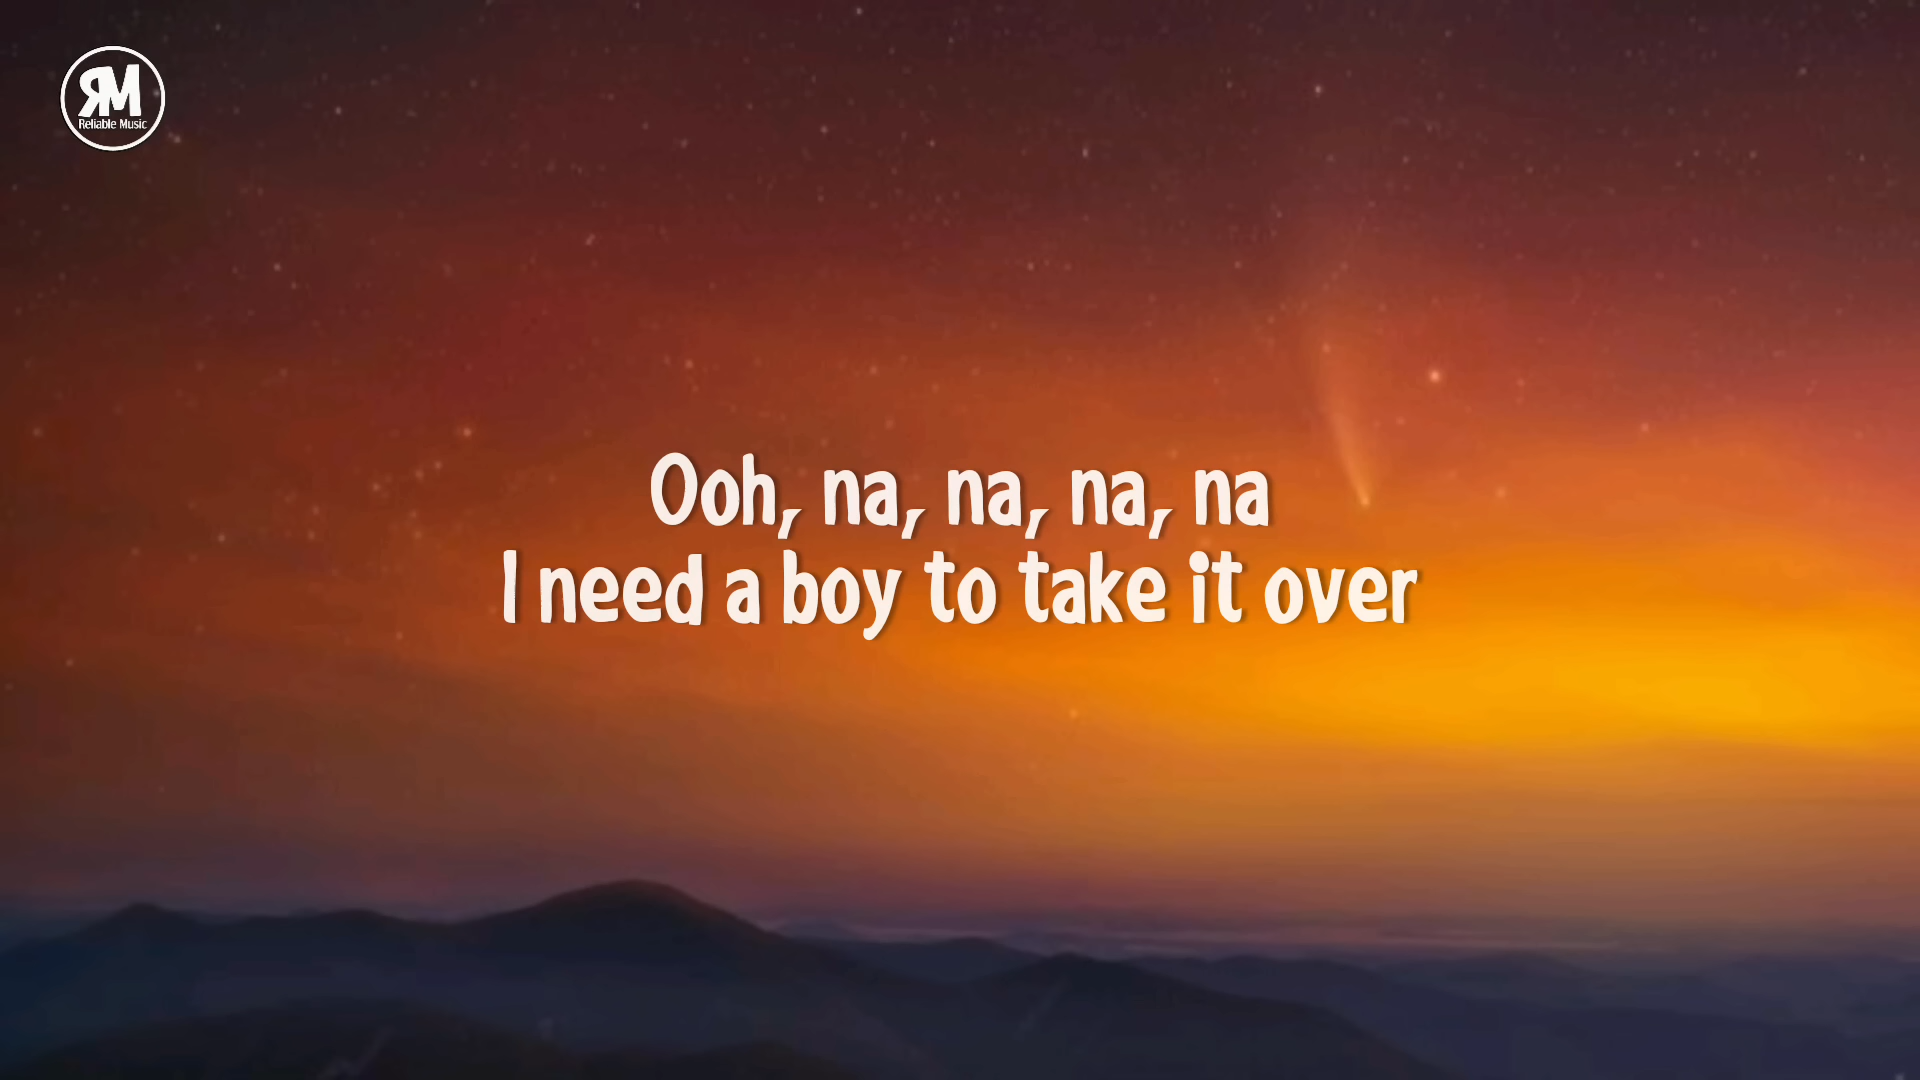 RM
Reliable Music
Ooh, na, na, na, na
I need a boy to take it over